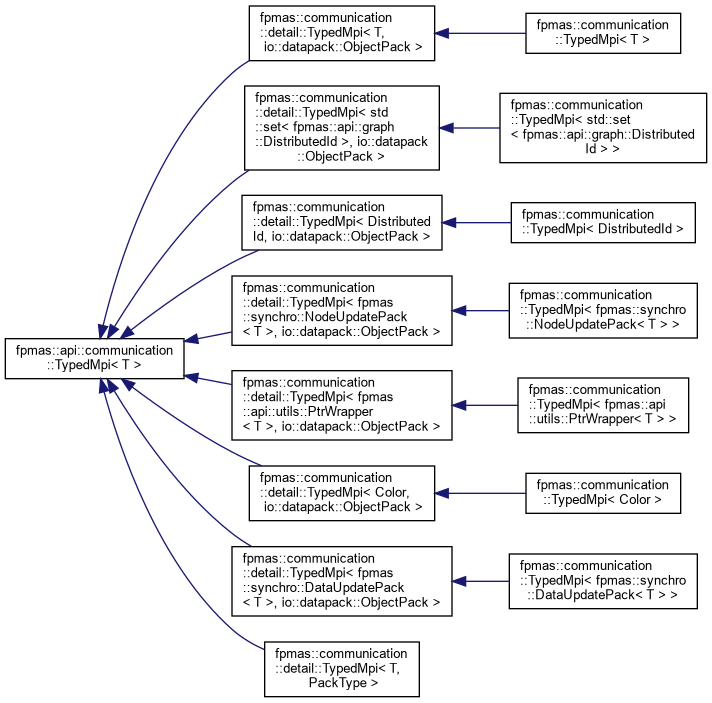 fpmas::communication
::detail::TypedMpi< T,
io::datapack::ObjectPack >
fpmas::communication
::TypedMpi< T >
fpmas::communication
::detail::TypedMpi< std
::set< fpmas::api::graph
::DistributedId >, io::datapack
::ObjectPack >
fpmas::communication
::TypedMpi< std::set
< fpmas::api::graph::Distributed
Id > >
fpmas::communication
::detail::TypedMpi< Distributed
Id, io::datapack::ObjectPack >
fpmas::communication
::TypedMpi< DistributedId >
fpmas::communication
::detail::TypedMpi< fpmas
::synchro::NodeUpdatePack
< T >, io::datapack::ObjectPack >
fpmas::communication
::TypedMpi< fpmas::synchro
::NodeUpdatePack< T > >
fpmas::api::communication
::TypedMpi< T >
fpmas::communication
::detail::TypedMpi< fpmas
::api::utils::PtrWrapper
< T >, io::datapack::ObjectPack >
fpmas::communication
::TypedMpi< fpmas::api
::utils::PtrWrapper< T > >
fpmas::communication
::detail::TypedMpi< Color,
io::datapack::ObjectPack >
fpmas::communication
::TypedMpi< Color >
fpmas::communication
::detail::TypedMpi< fpmas
::synchro::DataUpdatePack
< T >, io::datapack::ObjectPack >
fpmas::communication
::TypedMpi< fpmas::synchro
::DataUpdatePack< T > >
fpmas::communication
::detail::TypedMpi< T,
PackType >